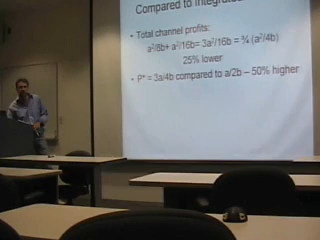 Compared to Integrated
• Total channel profits:
a²/8b+ a²/16b= 3a²/16b = ¾ (a²/4b)
25% lower
• P* = 3a/4b compared to a/2b – 50% higher